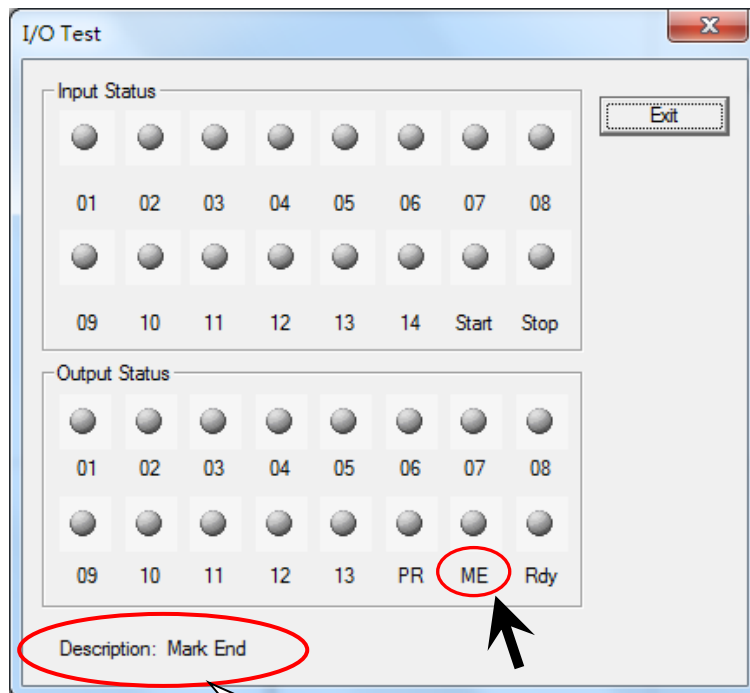 I/O Test
Input Status
Exit
01 02 03 04 05 06 07 08
09 10 11 12 13 14 Start Stop
Output Status
01 02 03 04 05 06 07 08
09 10 11 12 13 PR ME Rdy
Description: Mark End